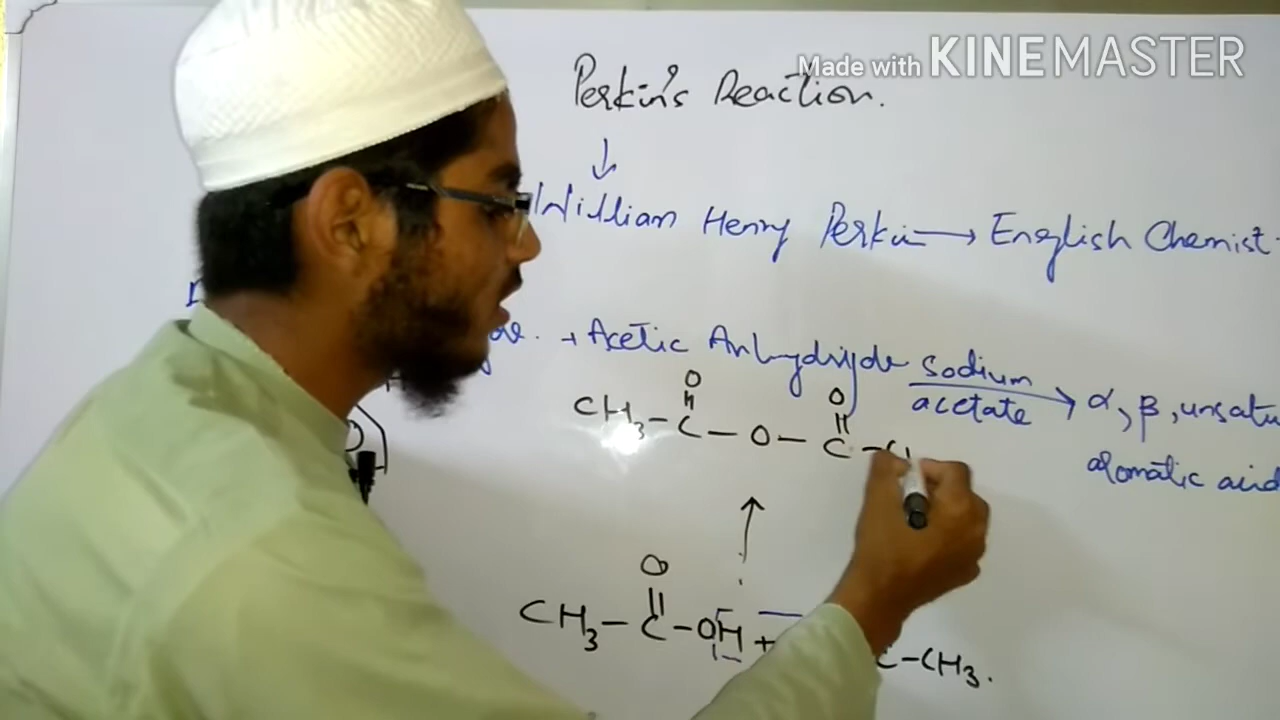 Made with KINEMASTER
Perkin's Reaction.
↓
William Henry Perkin → English Chemist
+ Acetic Anhydride sodium acetate → α, β, unsatu
aromatic acid
O O
CH3 - C - O - C - C
↑
O
CH3 - C - OH +
C - CH3.